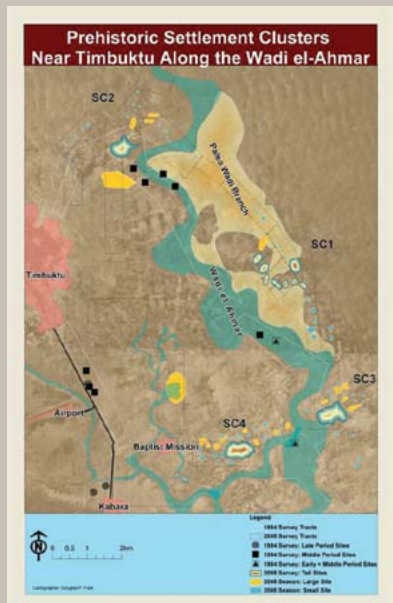 Prehistoric Settlement Clusters
Near Timbuktu Along the Wadi el-Ahmar
SC2
Paleo Wadi Branch
SC1
Timbuktu
Wadi el-Ahmar
SC3
Airport
SC4
Baptist Mission
Kabara
N
0 0.5 1 2km
Legend
1984 Survey Tracts
2008 Survey Tracts
1984 Survey: Late Period Sites
1984 Survey: Middle Period Sites
1984 Survey: Early + Middle Period Sites
2008 Survey: Tell Sites
2008 Season: Large Site
2008 Season: Small Site
Cartographer: Douglas P. Park